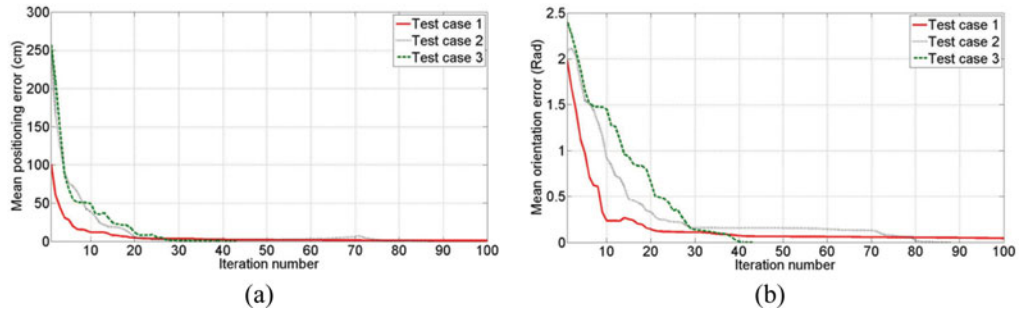 300
250
200
150
100
50
0
Mean positioning error (cm)
Test case 1
Test case 2
Test case 3
10 20 30 40 50 60 70 80 90 100
Iteration number
(a)
2.5
2
1.5
1
0.5
0
Mean orientation error (Rad)
Test case 1
Test case 2
Test case 3
10 20 30 40 50 60 70 80 90 100
Iteration number
(b)